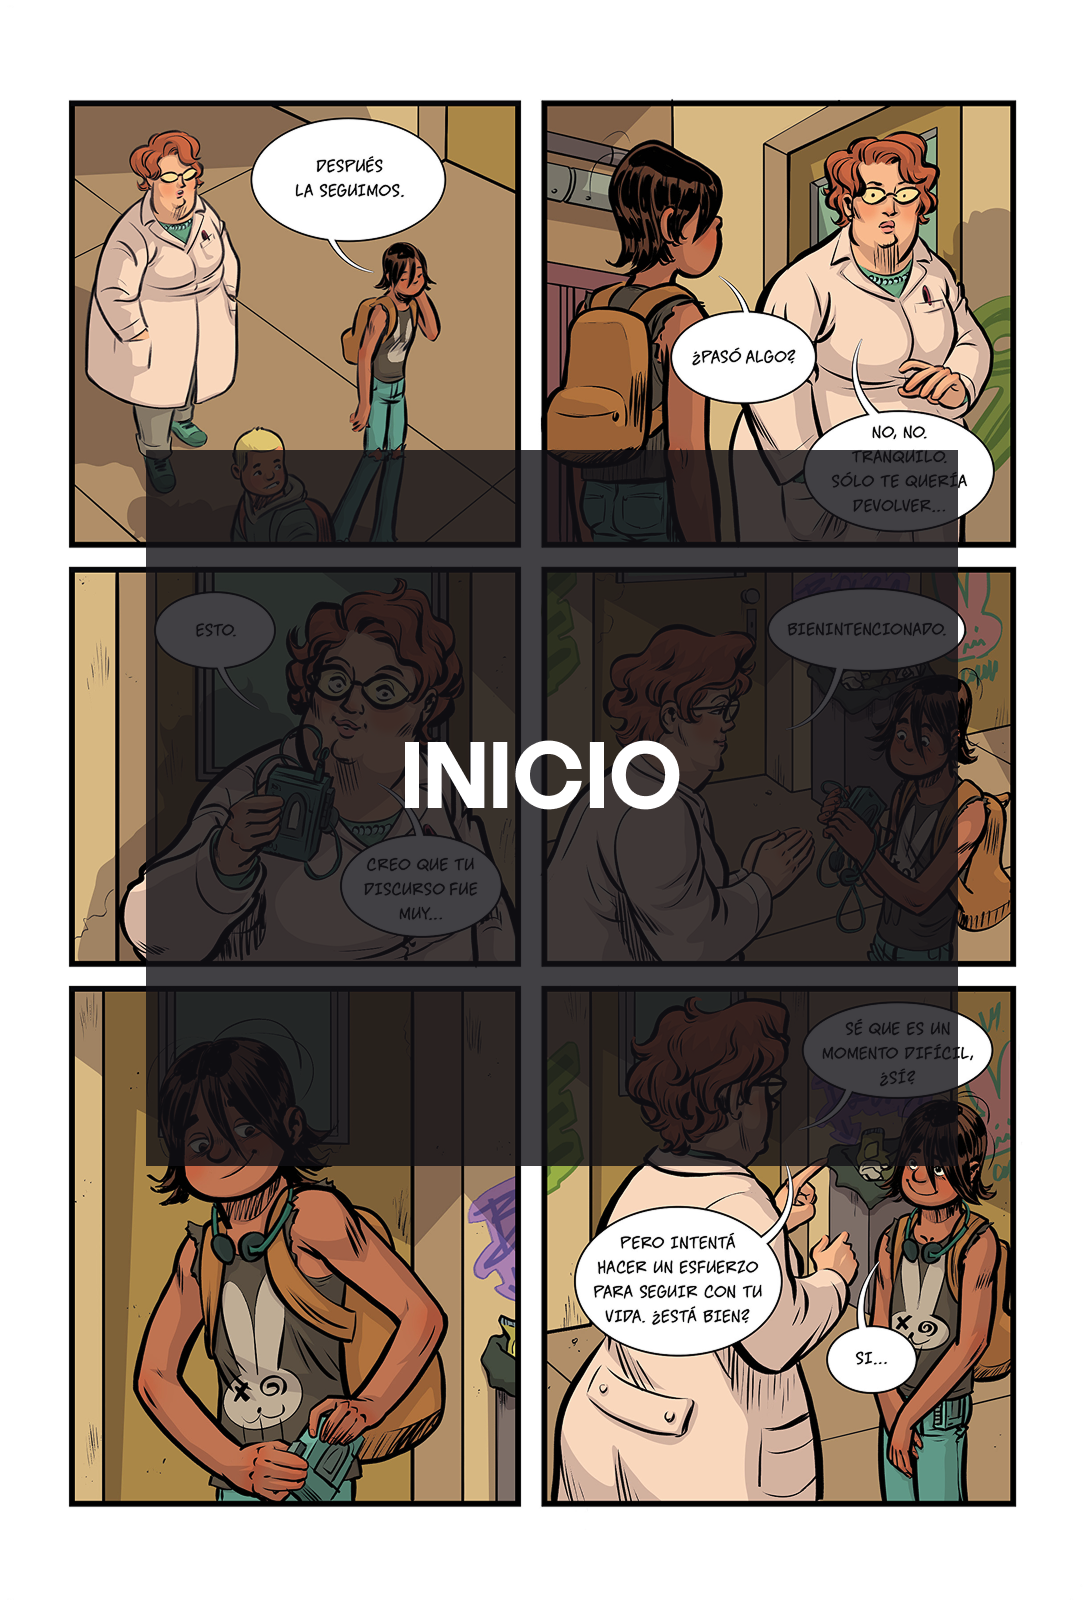 DESPUÉS
LA SEGUIMOS.
¿PASÓ ALGO?
NO, NO.
TRANQUILO.
SÓLO TE QUERÍA
DEVOLVER...
ESTO.
CREO QUE TU
DISCURSO FUE
MUY...
BIENINTENCIONADO.
INICIO
SÉ QUE ES UN
MOMENTO DIFÍCIL,
¿SÍ?
PERO INTENTÁ
HACER UN ESFUERZO
PARA SEGUIR CON TU
VIDA. ¿ESTÁ BIEN?
SI...